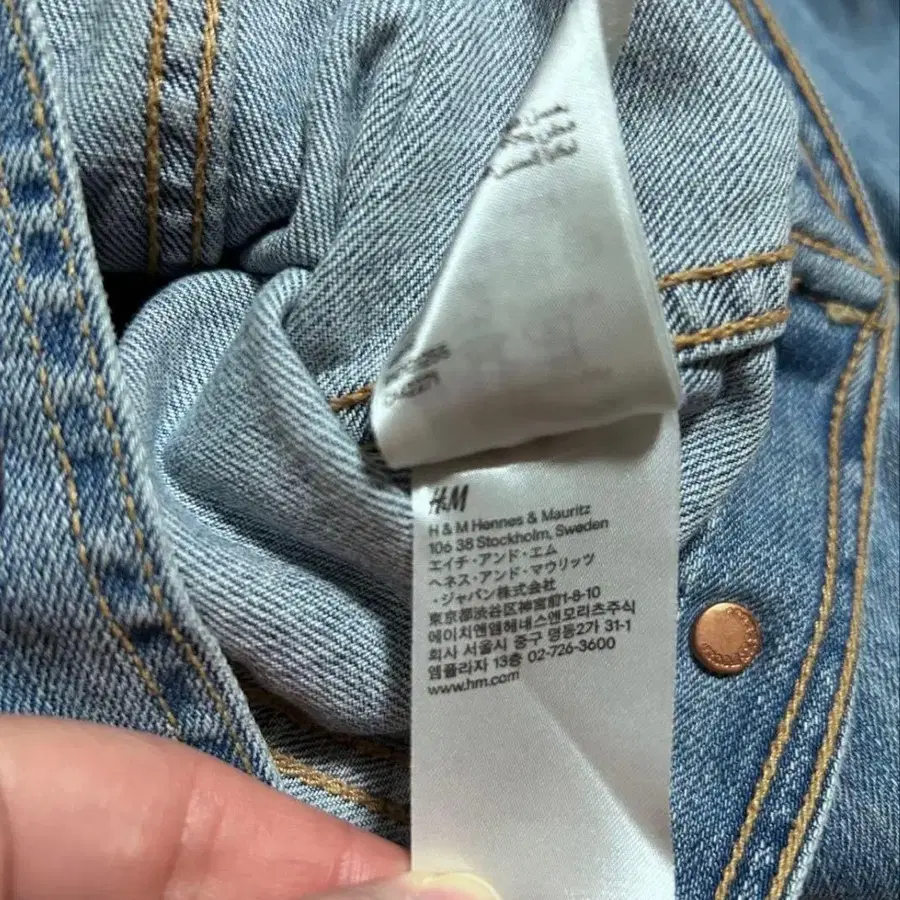 H&M
H & M Hennes & Mauritz
106 38 Stockholm, Sweden
エイチ・アンド・エム
ヘネス・アンド・マウリッツ
・ジャパン株式会社
東京都渋谷区神宮前1-8-10
에이치앤엠헤네스앤모리츠주식
회사 서울시 중구 명동2가 31-1
엠플라자 13층 02-726-3600
www.hm.com